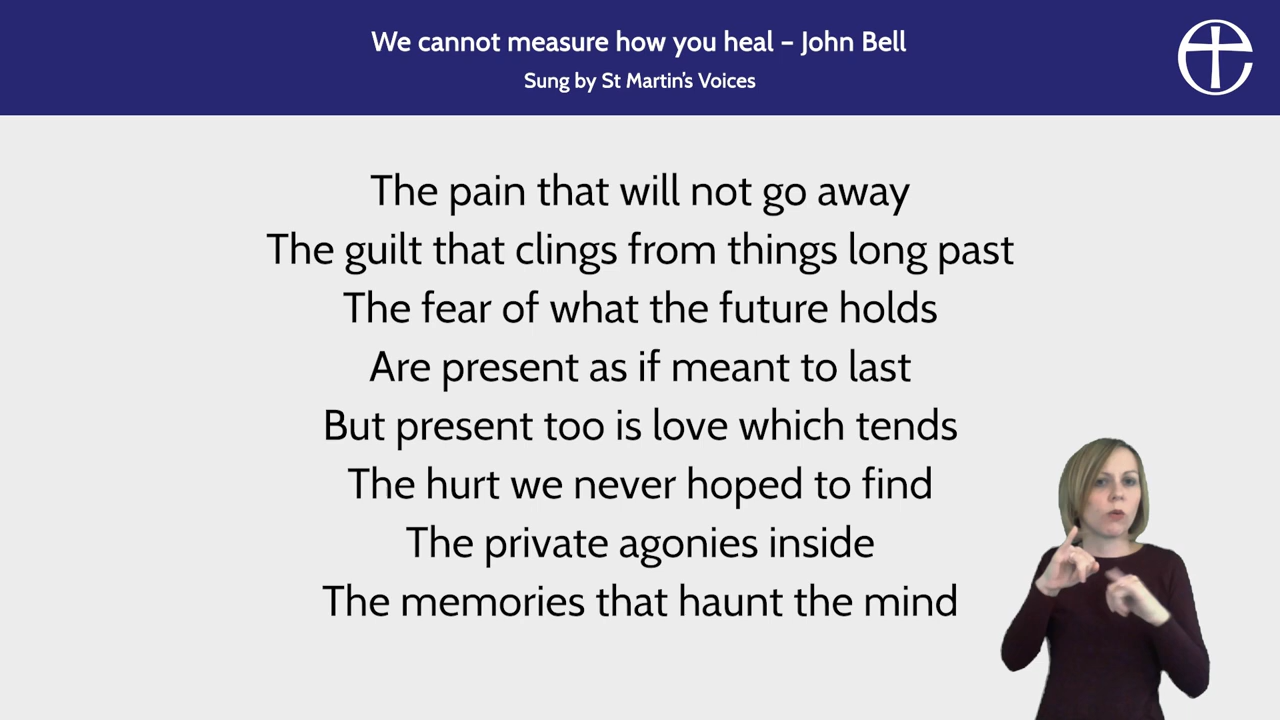 We cannot measure how you heal – John Bell
Sung by St Martin's Voices
The pain that will not go away
The guilt that clings from things long past
The fear of what the future holds
Are present as if meant to last
But present too is love which tends
The hurt we never hoped to find
The private agonies inside
The memories that haunt the mind